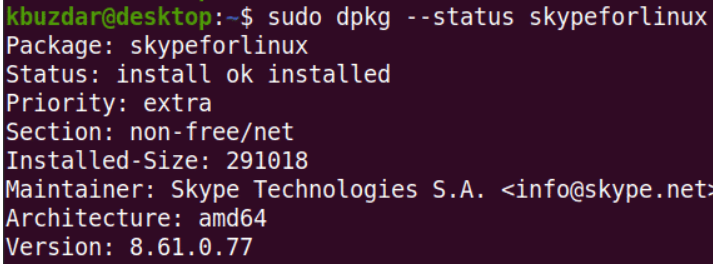 kbuzdar@desktop:~$ sudo dpkg --status skypeforlinux
Package: skypeforlinux
Status: install ok installed
Priority: extra
Section: non-free/net
Installed-Size: 291018
Maintainer: Skype Technologies S.A. <info@skype.net>
Architecture: amd64
Version: 8.61.0.77